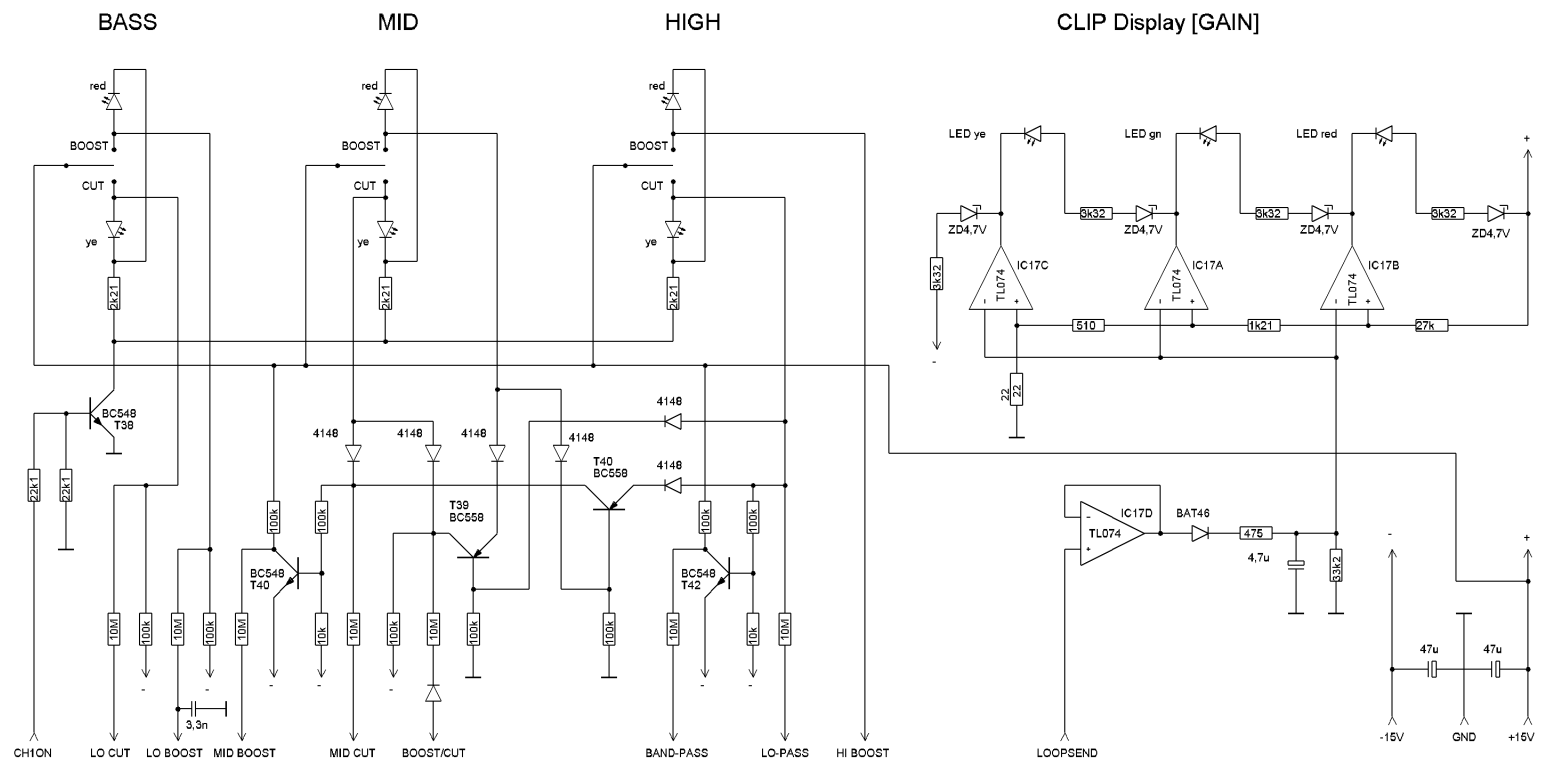 BASS
MID
HIGH
CLIP Display [GAIN]
red
red
red
LED ye
LED gn
LED red
+
BOOST
BOOST
BOOST
CUT
CUT
CUT
3k32
3k32
3k32
ye
ye
ye
ZD4,7V
ZD4,7V
ZD4,7V
ZD4,7V
3k32
TL074
IC17C
TL074
IC17A
TL074
IC17B
2k21
2k21
2k21
-
+
-
+
-
+
510
1k21
27k
-
22
22
BC548
T38
4148
4148
4148
4148
4148
4148
T40
BC558
22k1
22k1
T39
BC558
100k
100k
100k
100k
-
TL074
+
IC17D
BAT46
475
4,7u
33k2
-
+
BC548
T40
BC548
T42
10M
100k
10M
100k
10M
10k
10M
100k
10M
100k
100k
10M
10k
10M
-
-
-
-
-
-
-
47u
47u
3,3n
CH1ON
LO CUT
LO BOOST
MID BOOST
MID CUT
BOOST/CUT
BAND-PASS
LO-PASS
HI BOOST
LOOPSEND
-15V
GND
+15V